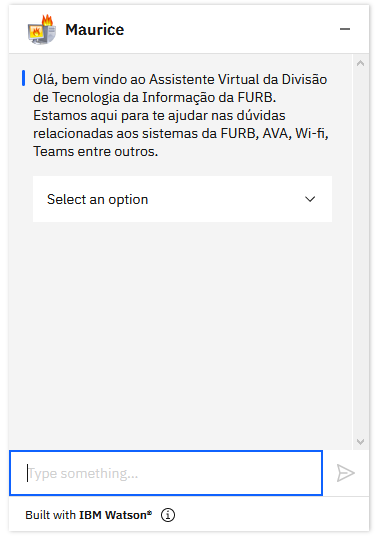 Maurice
Olá, bem vindo ao Assistente Virtual da Divisão
de Tecnologia da Informação da FURB.
Estamos aqui para te ajudar nas dúvidas
relacionadas aos sistemas da FURB, AVA, Wi-fi,
Teams entre outros.
Select an option
Type something...
Built with IBM Watson®